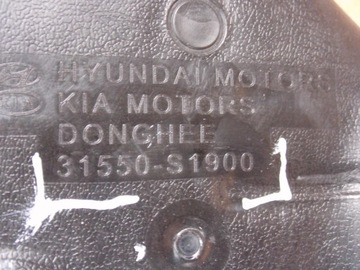 HYUNDAI MOTORS
KIA MOTORS
DONGHEE
31550-S1900